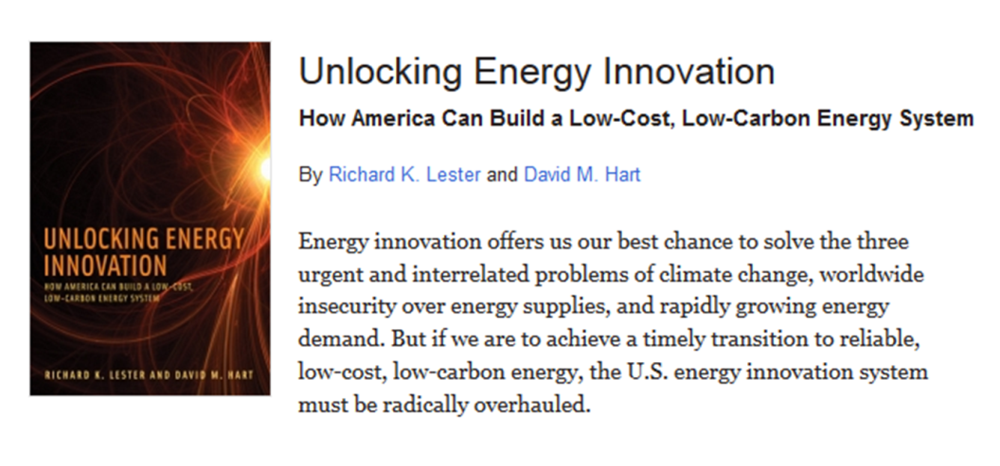 UNLOCKING ENERGY
INNOVATION
HOW AMERICA CAN BUILD A LOW-COST,
LOW-CARBON ENERGY SYSTEM
RICHARD K. LESTER AND DAVID M. HART
Unlocking Energy Innovation
How America Can Build a Low-Cost, Low-Carbon Energy System
By Richard K. Lester and David M. Hart
Energy innovation offers us our best chance to solve the three
urgent and interrelated problems of climate change, worldwide
insecurity over energy supplies, and rapidly growing energy
demand. But if we are to achieve a timely transition to reliable,
low-cost, low-carbon energy, the U.S. energy innovation system
must be radically overhauled.